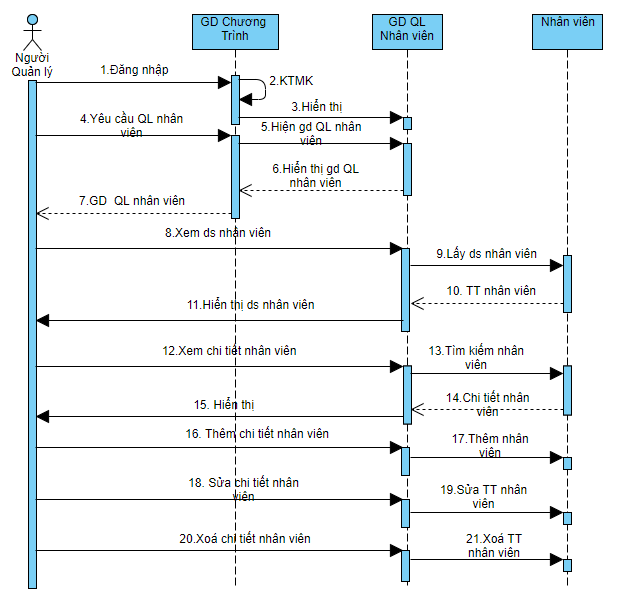 GD Chương
Trình
GD QL
Nhân viên
Nhân viên
Người
Quản lý
1.Đăng nhập
2.KTMK
3.Hiển thị
4.Yêu cầu QL nhân
viên
5.Hiện gd QL nhân
viên
6.Hiển thị gd QL
nhân viên
7.GD QL nhân viên
8.Xem ds nhân viên
9.Lấy ds nhân viên
10. TT nhân viên
11.Hiển thị ds nhân viên
12.Xem chi tiết nhân viên
13.Tìm kiếm nhân
viên
14.Chi tiết nhân
viên
15. Hiển thị
16. Thêm chi tiết nhân viên
17.Thêm nhân
viên
18. Sửa chi tiết nhân
viên
19.Sửa TT nhân
viên
20.Xoá chi tiết nhân viên
21.Xoá TT
nhân viên